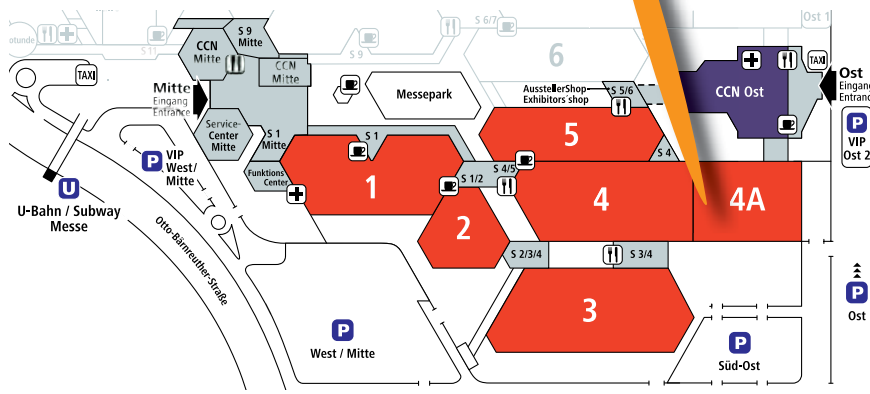 S 6/7
Ost 1
S 9
Mitte
CCN
Mitte
S 11
S 9
6
CCN
Mitte
TAXI
TAXI
Mitte
Eingang
Entrance
Messepark
AusstellerShop
Exhibitors´shop
S 5/6
CCN Ost
Ost
Eingang
Entrance
P
VIP
Ost 2
Service-
Center
Mitte
S 1
Mitte
S 1
5
S 4
P
VIP
West/
Mitte
Funktions
Center
1
S 1/2
S 4/5
4
4A
U
U-Bahn / Subway
Messe
2
Otto-Bärnreuther-Straße
S 2/3/4
S 3/4
P
Ost
3
P
West / Mitte
P
Süd-Ost